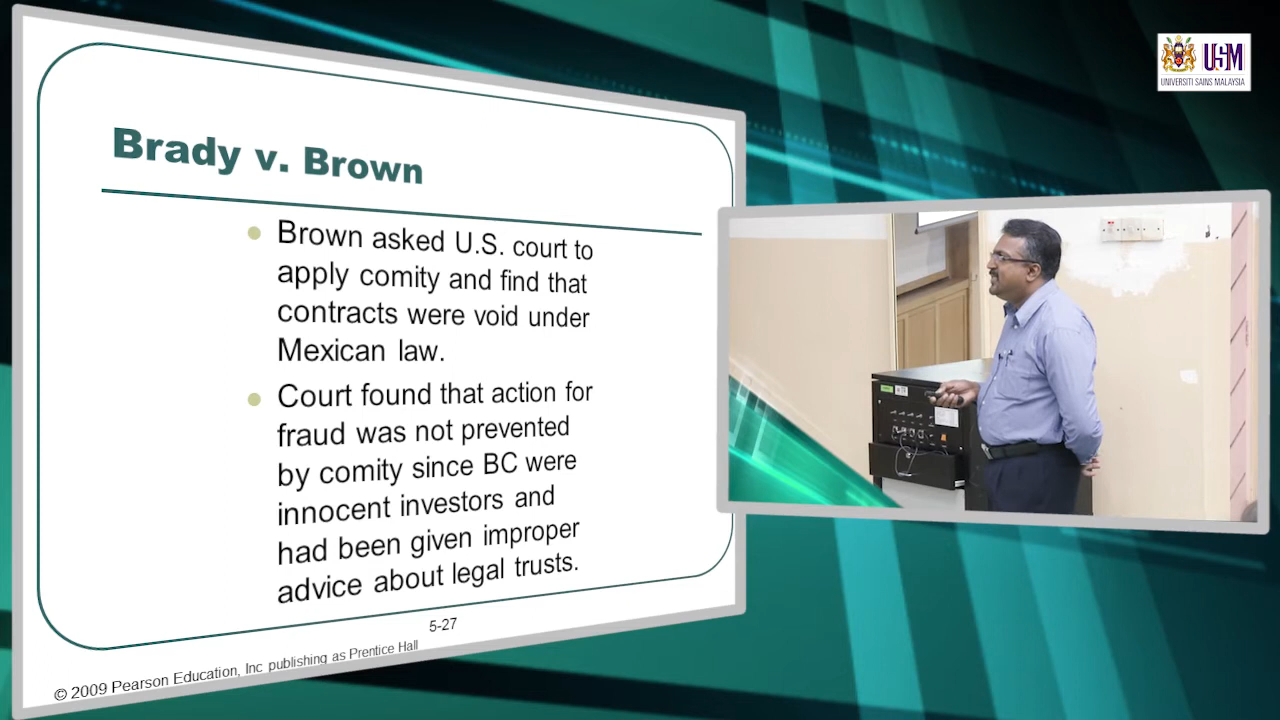 Brady v. Brown
Brown asked U.S. court to
apply comity and find that
contracts were void under
Mexican law.
Court found that action for
fraud was not prevented
by comity since BC were
innocent investors and
had been given improper
advice about legal trusts.
5-27
© 2009 Pearson Education, Inc publishing as Prentice Hall
USM
UNIVERSITI SAINS MALAYSIA